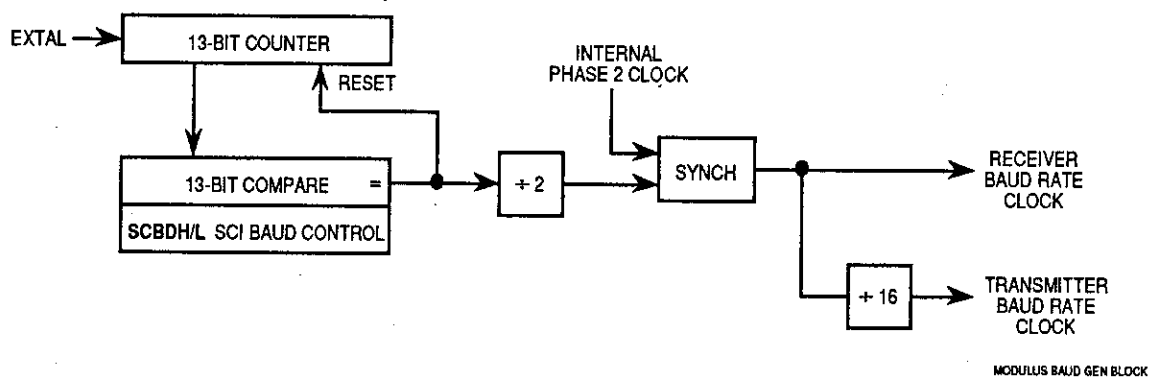 EXTAL
13-BIT COUNTER
RESET
13-BIT COMPARE =
SCBDH/L SCI BAUD CONTROL
÷ 2
INTERNAL
PHASE 2 CLOCK
SYNCH
RECEIVER
BAUD RATE
CLOCK
÷ 16
TRANSMITTER
BAUD RATE
CLOCK
MODULUS BAUD GEN BLOCK